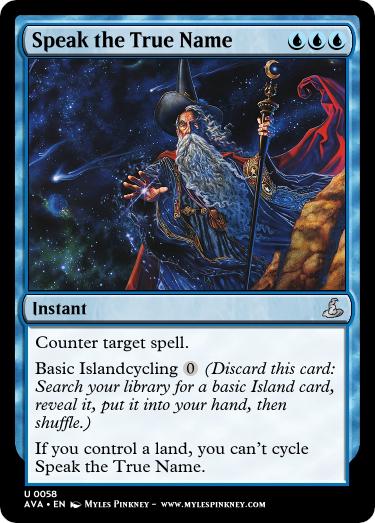 Speak the True Name
Instant
Counter target spell.
Basic Islandcycling 0 (Discard this card:
Search your library for a basic Island card,
reveal it, put it into your hand, then
shuffle.)
If you control a land, you can't cycle
Speak the True Name.
U 0058
AVA • EN Myles Pinkney - www.mylespinkney.com